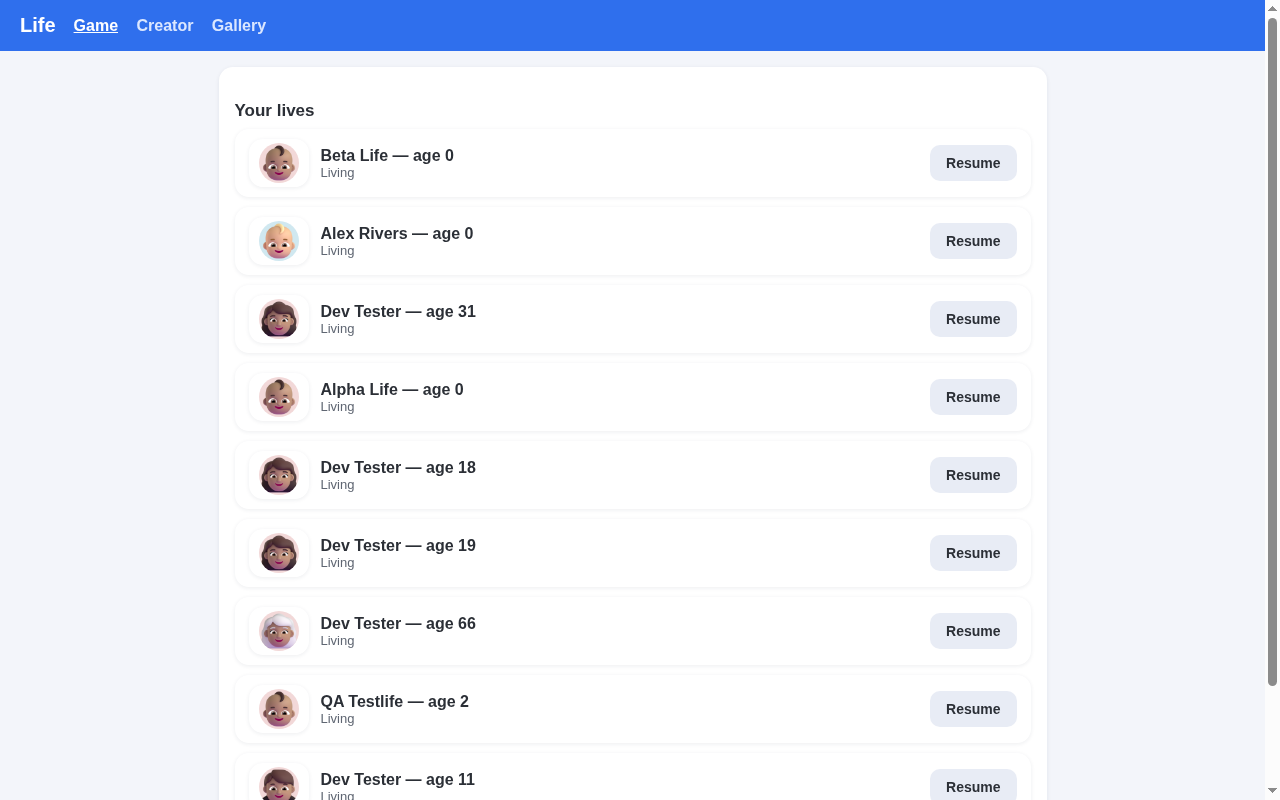 Life Game Creator Gallery
Your lives
Beta Life — age 0
Living
Resume
Alex Rivers — age 0
Living
Resume
Dev Tester — age 31
Living
Resume
Alpha Life — age 0
Living
Resume
Dev Tester — age 18
Living
Resume
Dev Tester — age 19
Living
Resume
Dev Tester — age 66
Living
Resume
QA Testlife — age 2
Living
Resume
Dev Tester — age 11
Living
Resume